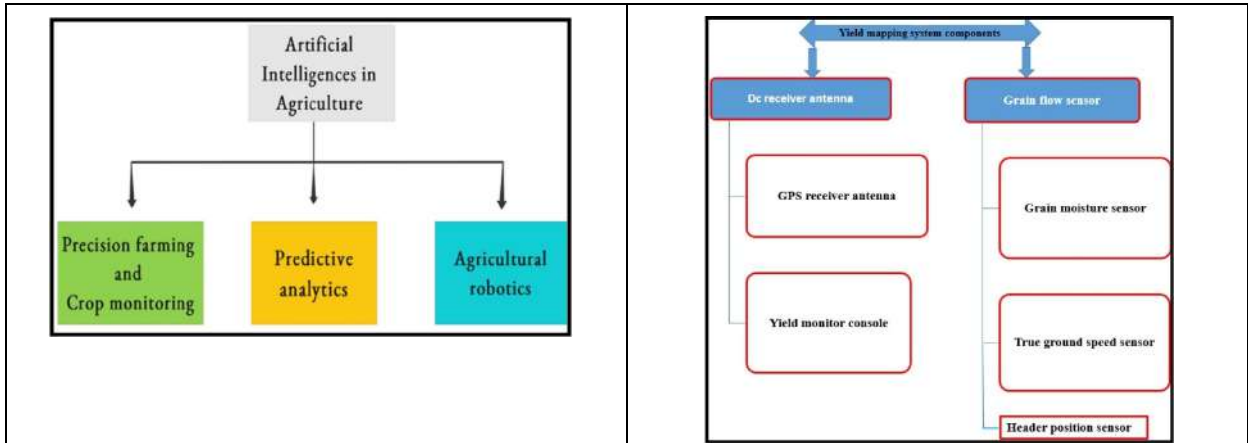 Artificial
Intelligences in
Agriculture
Precision farming
and
Crop monitoring
Predictive
analytics
Agricultural
robotics
Yield mapping system components
Dc receiver antenna
Grain flow sensor
GPS receiver antenna
Grain moisture sensor
Yield monitor console
True ground speed sensor
Header position sensor